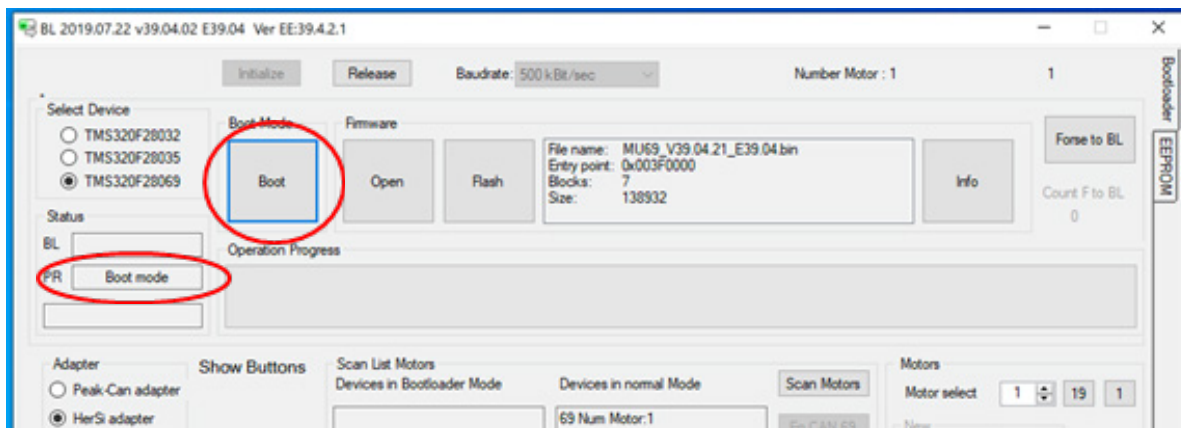 BL 2019.07.22 v39.04.02 E39.04 Ver EE:39.4.2.1
Initialize Release Baudrate: 500 kBit/sec Number Motor : 1 1
Bootloader
EEPROM
Select Device
TMS320F28032
TMS320F28035
TMS320F28069
Boot Mode
Boot
Firmware
Open
Flash
File name: MU69_V39.04.21_E39.04.bin
Entry point: 0x003F0000
Blocks: 7
Size: 138932
Info
Forse to BL
Count F to BL
0
Status
BL
PR Boot mode
Operation Progress
Adapter
Peak-Can adapter
HerSi adapter
Show Buttons
Scan List Motors
Devices in Bootloader Mode
Devices in normal Mode
69 Num Motor:1
Scan Motors
Motors
Motor select 1 19 1
New